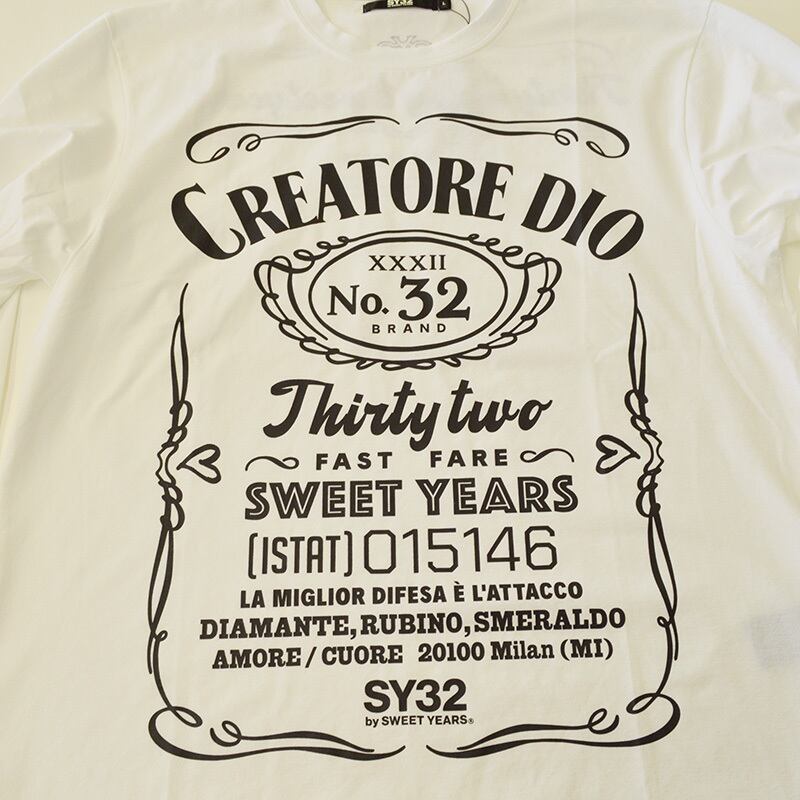 SY32
L
CREATORE DIO
XXXII
No. 32
BRAND
Thirty two
FAST FARE
SWEET YEARS
(ISTAT) 015146
LA MIGLIOR DIFESA È L'ATTACCO
DIAMANTE, RUBINO, SMERALDO
AMORE / CUORE 20100 Milan (MI)
SY32
by SWEET YEARS®